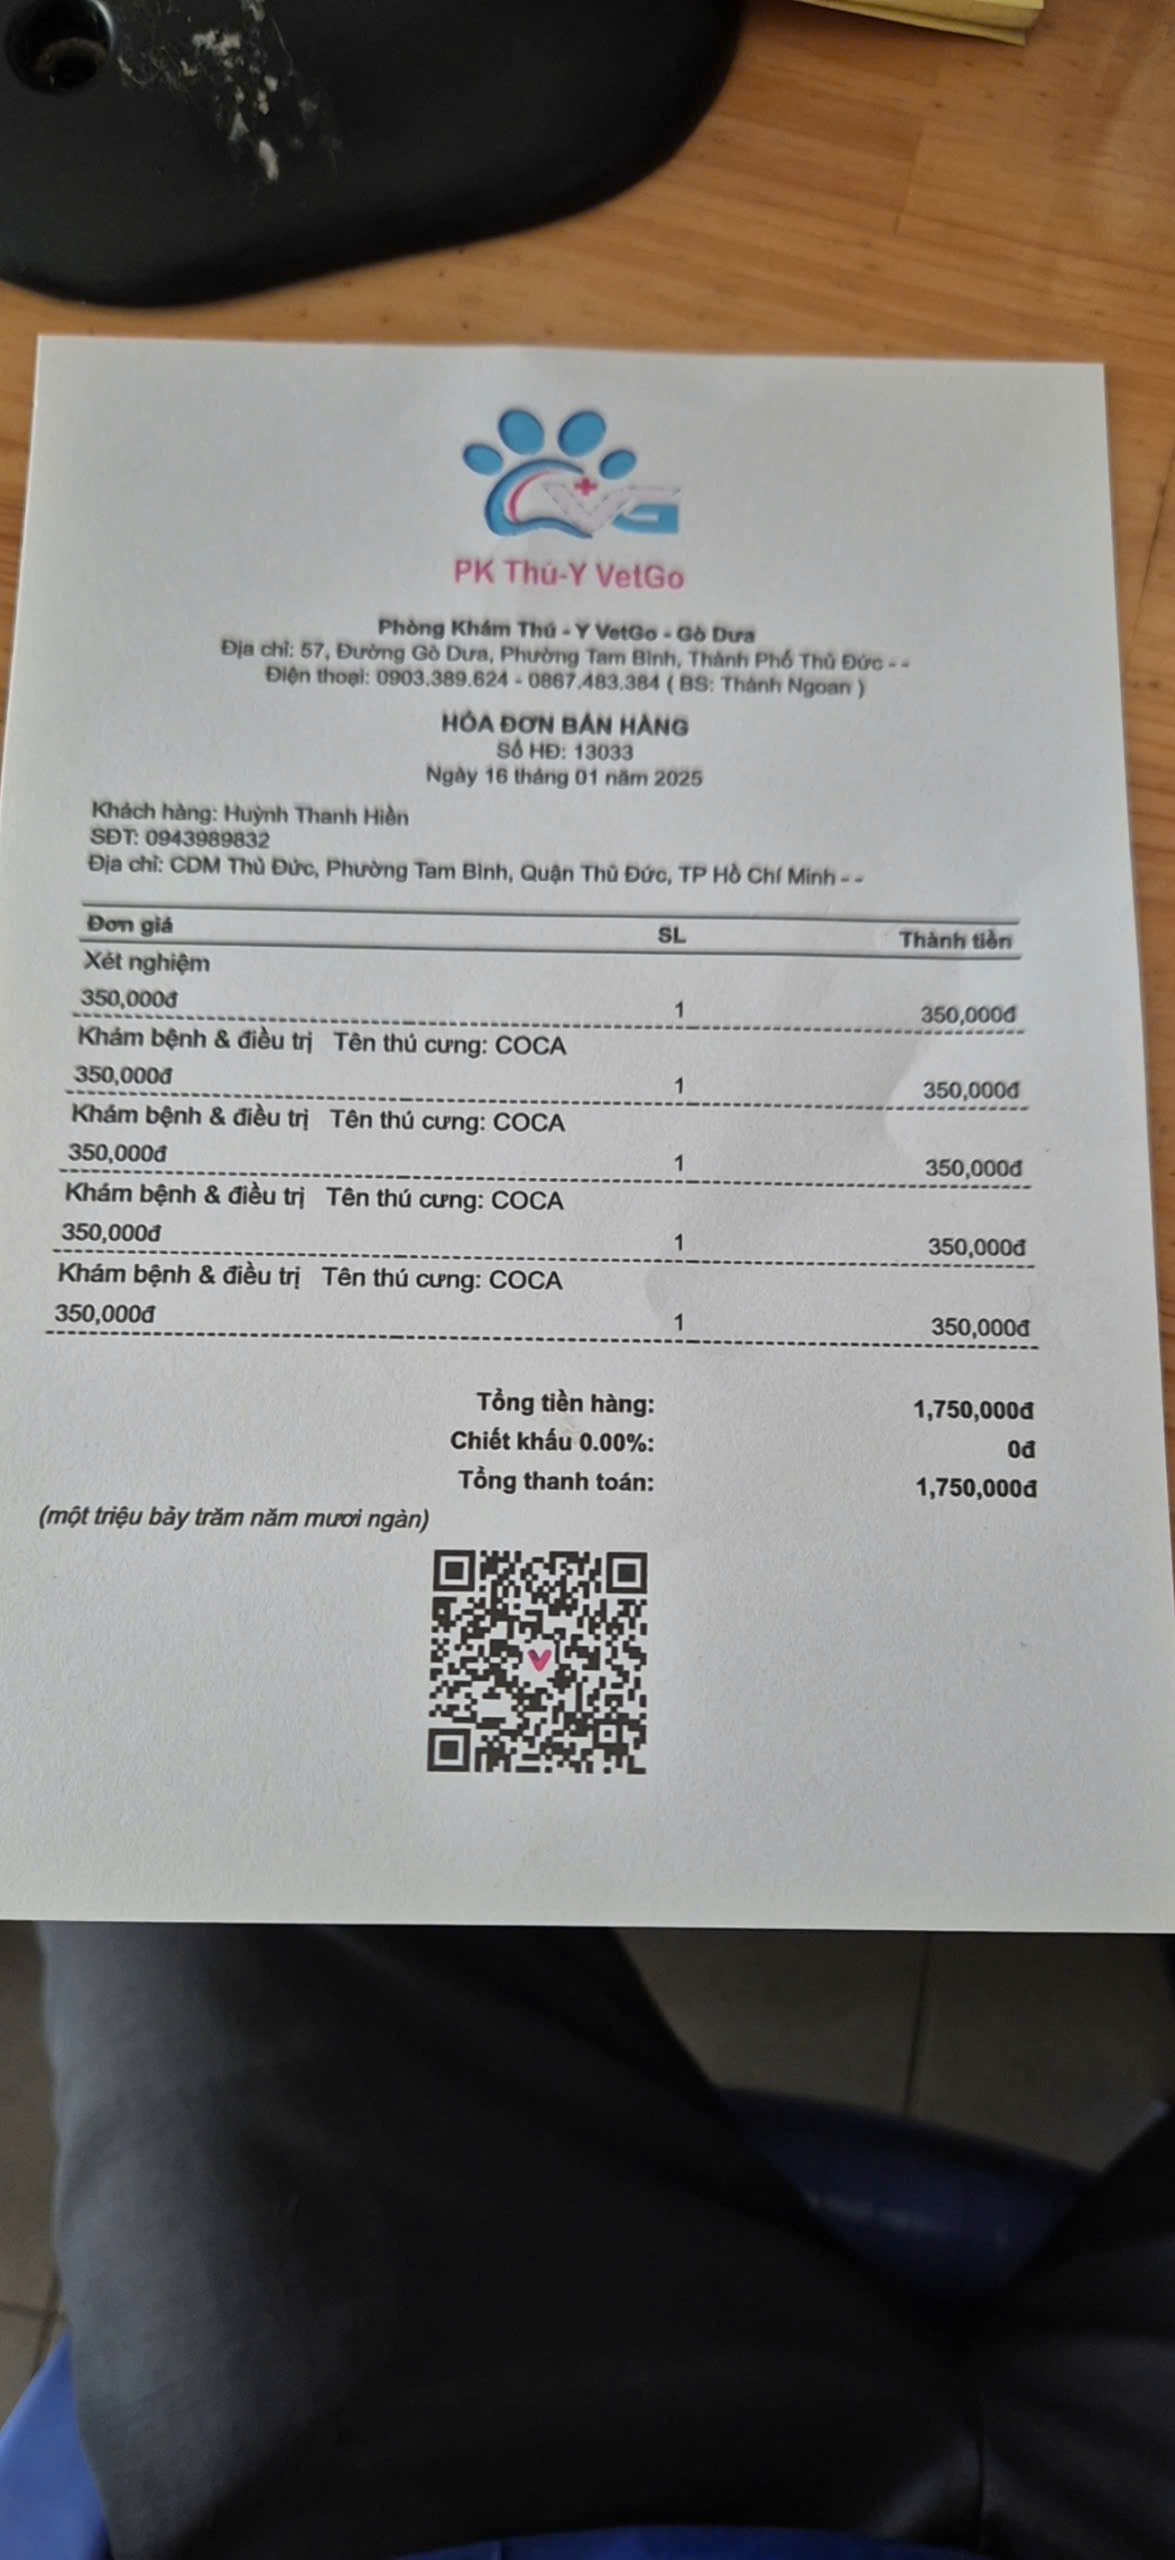 VG
PK Thú-Y VetGo
Phòng Khám Thú - Y VetGo - Gò Dưa
Địa chỉ: 57, Đường Gò Dưa, Phường Tam Bình, Thành Phố Thủ Đức - -
Điện thoại: 0903.389.624 - 0867.483.384 ( BS: Thành Ngoan )
HÓA ĐƠN BÁN HÀNG
Số HĐ: 13033
Ngày 16 tháng 01 năm 2025
Khách hàng: Huỳnh Thanh Hiền
SĐT: 0943989832
Địa chỉ: CDM Thủ Đức, Phường Tam Bình, Quận Thủ Đức, TP Hồ Chí Minh - -
Đơn giá SL Thành tiền
Xét nghiệm
350,000đ 1 350,000đ
Khám bệnh & điều trị Tên thú cưng: COCA
350,000đ 1 350,000đ
Khám bệnh & điều trị Tên thú cưng: COCA
350,000đ 1 350,000đ
Khám bệnh & điều trị Tên thú cưng: COCA
350,000đ 1 350,000đ
Khám bệnh & điều trị Tên thú cưng: COCA
350,000đ 1 350,000đ
Tổng tiền hàng: 1,750,000đ
Chiết khấu 0.00%: 0đ
Tổng thanh toán: 1,750,000đ
(một triệu bảy trăm năm mươi ngàn)